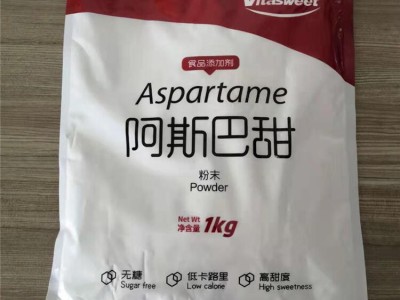 Vitasweet
食品添加剂
Aspartame
阿斯巴甜
粉末
Powder
Net Wt
净含量 1kg
无糖 低卡路里 高甜度
Sugar free Low calorie High sweetness